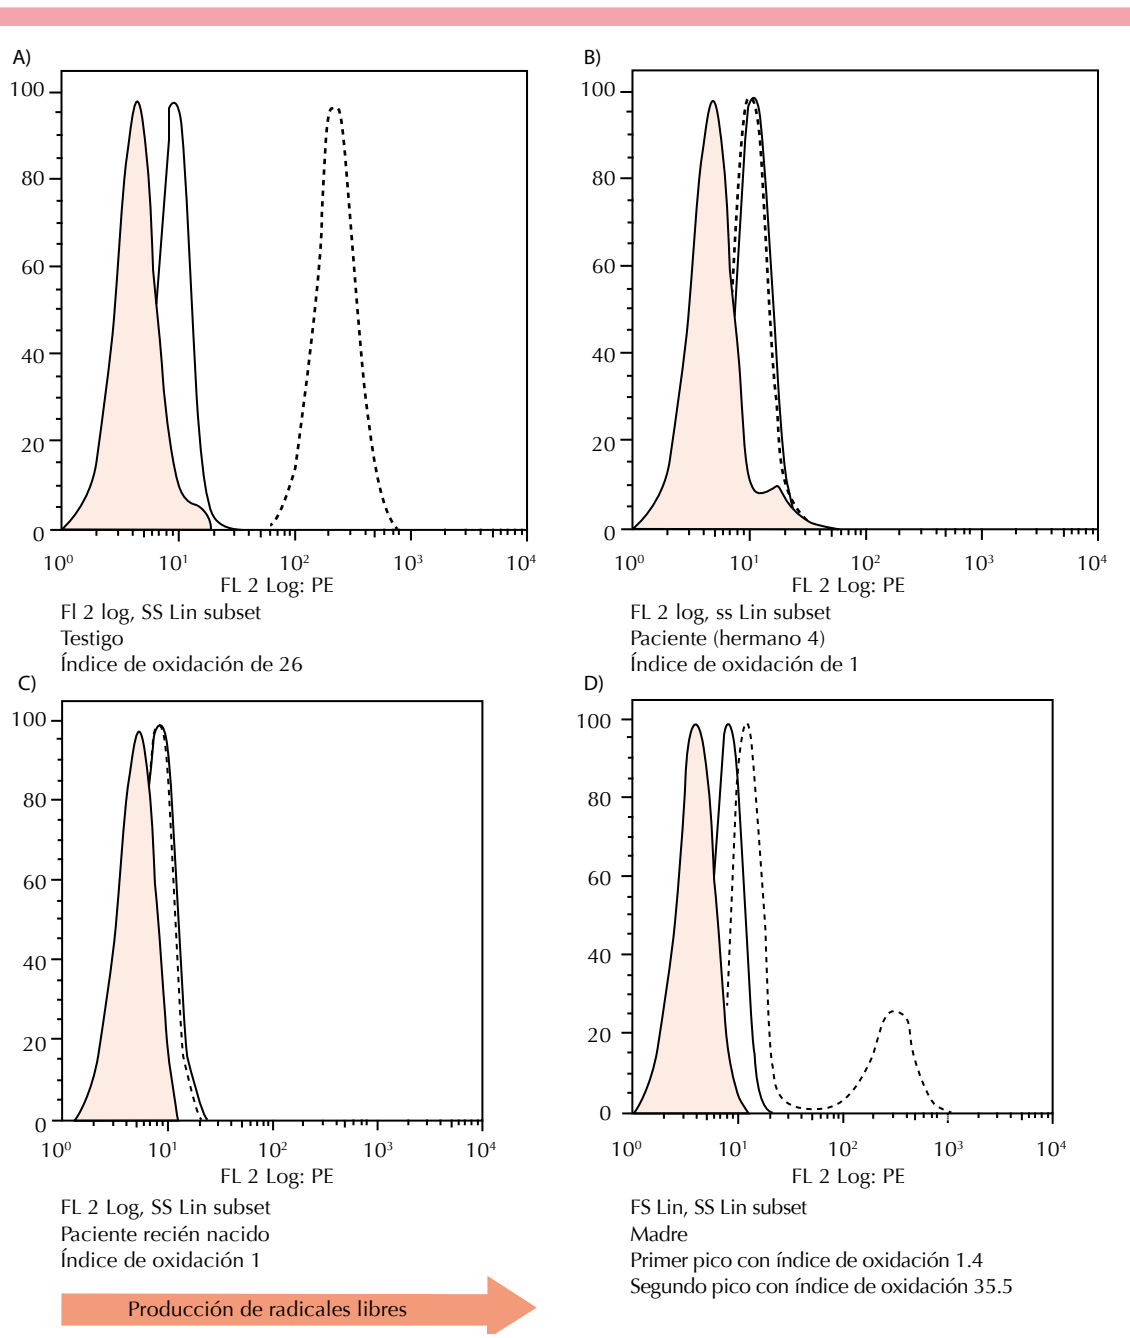 A)
100
80
60
40
20
0
10⁰ 10¹ 10² 10³ 10⁴
FL 2 Log: PE
Fl 2 log, SS Lin subset
Testigo
Índice de oxidación de 26
B)
100
80
60
40
20
0
10⁰ 10¹ 10² 10³ 10⁴
FL 2 Log: PE
FL 2 log, ss Lin subset
Paciente (hermano 4)
Índice de oxidación de 1
C)
100
80
60
40
20
0
10⁰ 10¹ 10² 10³ 10⁴
FL 2 Log: PE
FL 2 Log, SS Lin subset
Paciente recién nacido
Índice de oxidación 1
D)
100
80
60
40
20
0
10⁰ 10¹ 10² 10³ 10⁴
FL 2 Log: PE
FS Lin, SS Lin subset
Madre
Primer pico con índice de oxidación 1.4
Segundo pico con índice de oxidación 35.5
Producción de radicales libres